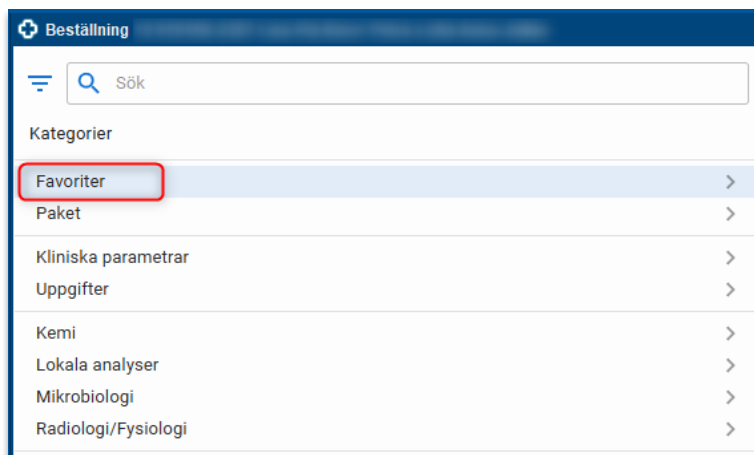 Beställning
Sök
Kategorier
Favoriter
Paket
Kliniska parametrar
Uppgifter
Kemi
Lokala analyser
Mikrobiologi
Radiologi/Fysiologi